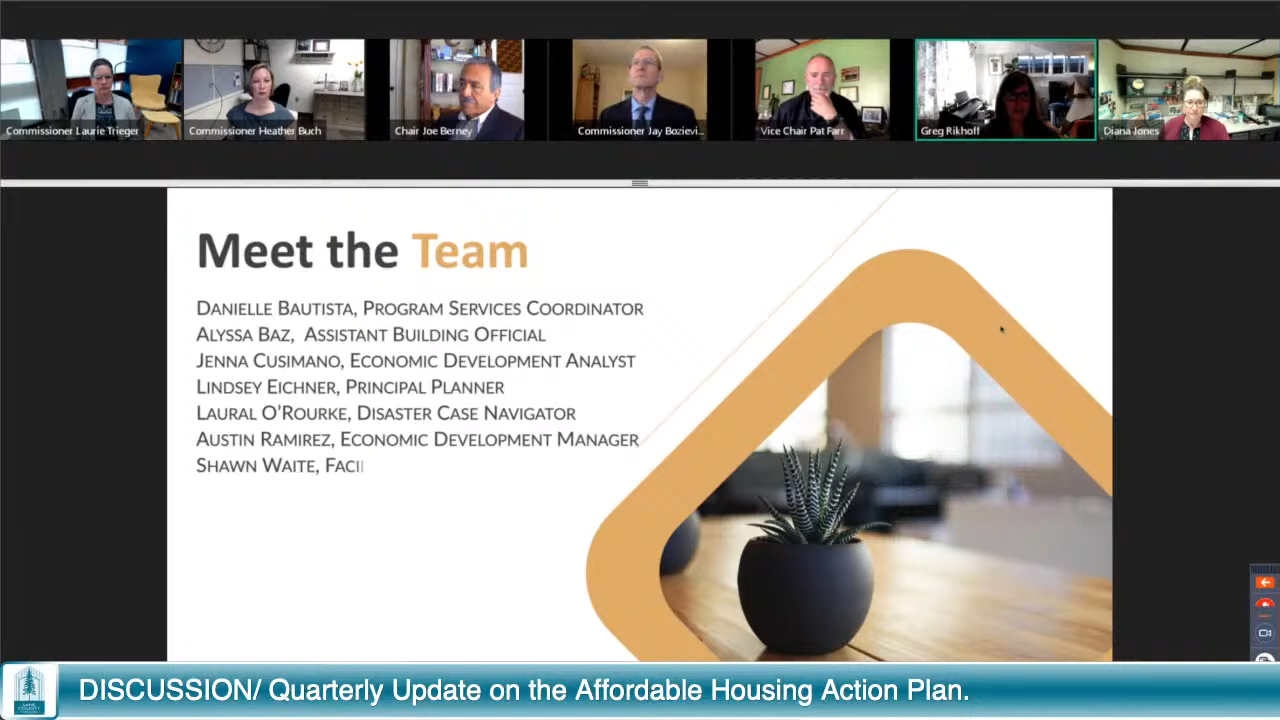 Commissioner Laurie Trieger
Commissioner Heather Buch
Chair Joe Berney
Commissioner Jay Bozievi...
Vice Chair Pat Farr
Greg Rikhoff
Diana Jones
Meet the Team
DANIELLE BAUTISTA, PROGRAM SERVICES COORDINATOR
ALYSSA BAZ, ASSISTANT BUILDING OFFICIAL
JENNA CUSIMANO, ECONOMIC DEVELOPMENT ANALYST
LINDSEY EICHNER, PRINCIPAL PLANNER
LAURAL O'ROURKE, DISASTER CASE NAVIGATOR
AUSTIN RAMIREZ, ECONOMIC DEVELOPMENT MANAGER
SHAWN WAITE, FACI
LANE COUNTY
DISCUSSION/ Quarterly Update on the Affordable Housing Action Plan.